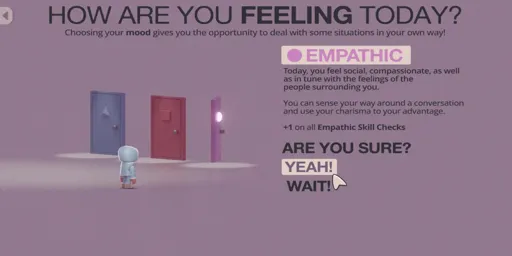 HOW ARE YOU FEELING TODAY?
Choosing your mood gives you the opportunity to deal with some situations in your own way!
EMPATHIC
Today, you feel social, compassionate, as well
as in tune with the feelings of the
people surrounding you.
You can sense your way around a conversation
and use your charisma to your advantage.
+1 on all Empathic Skill Checks
ARE YOU SURE?
YEAH!
WAIT!